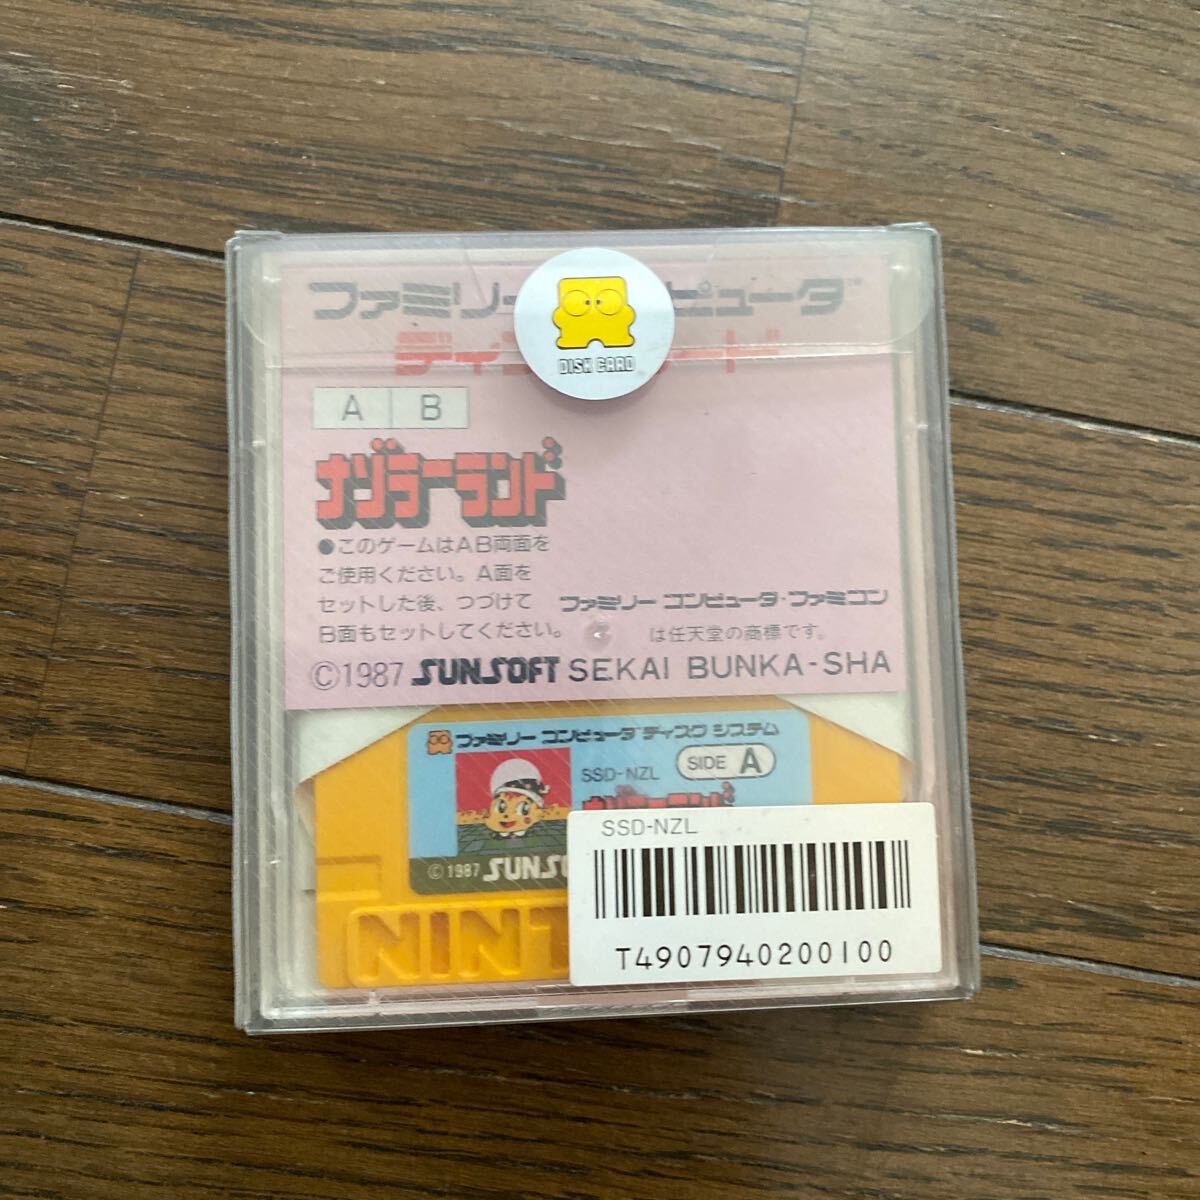 ファミリー ピュータ
DISK CARD
A B
ナゾラーランド
●このゲームはAB両面を
ご使用ください。A面を
セットした後、つづけて
B面もセットしてください。
ファミリー コンピュータ・ファミコン
は任天堂の商標です。
©1987 SUNSOFT SEKAI BUNKA-SHA
ファミリー コンピュータ ディスク システム
SSD-NZL SIDE A
ナゾラーランド
©1987 SUNSO
NINT
SSD-NZL
T4907940200100